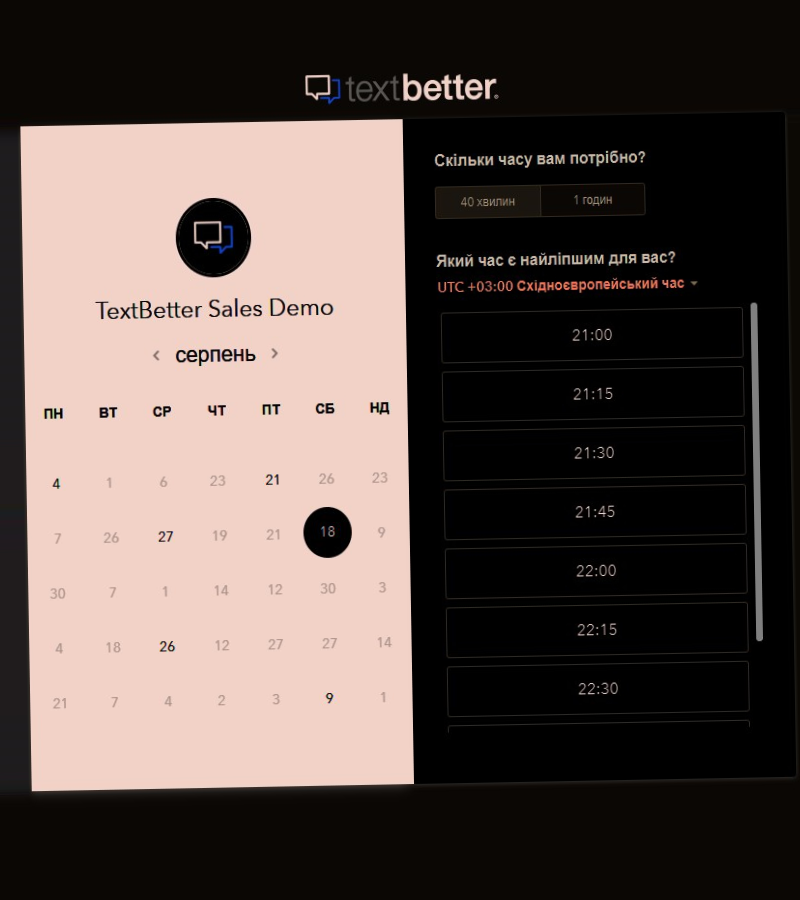 textbetter.
TextBetter Sales Demo
серпень
ПН ВТ СР ЧТ ПТ СБ НД
4 1 6 23 21 26 23
7 26 27 19 21 18 9
30 7 1 14 12 30 3
4 18 26 12 27 27 14
21 7 4 2 3 9 1
Скільки часу вам потрібно?
40 хвилин 1 годин
Який час є найліпшим для вас?
UTC +03:00 Східноєвропейський час
21:00
21:15
21:30
21:45
22:00
22:15
22:30